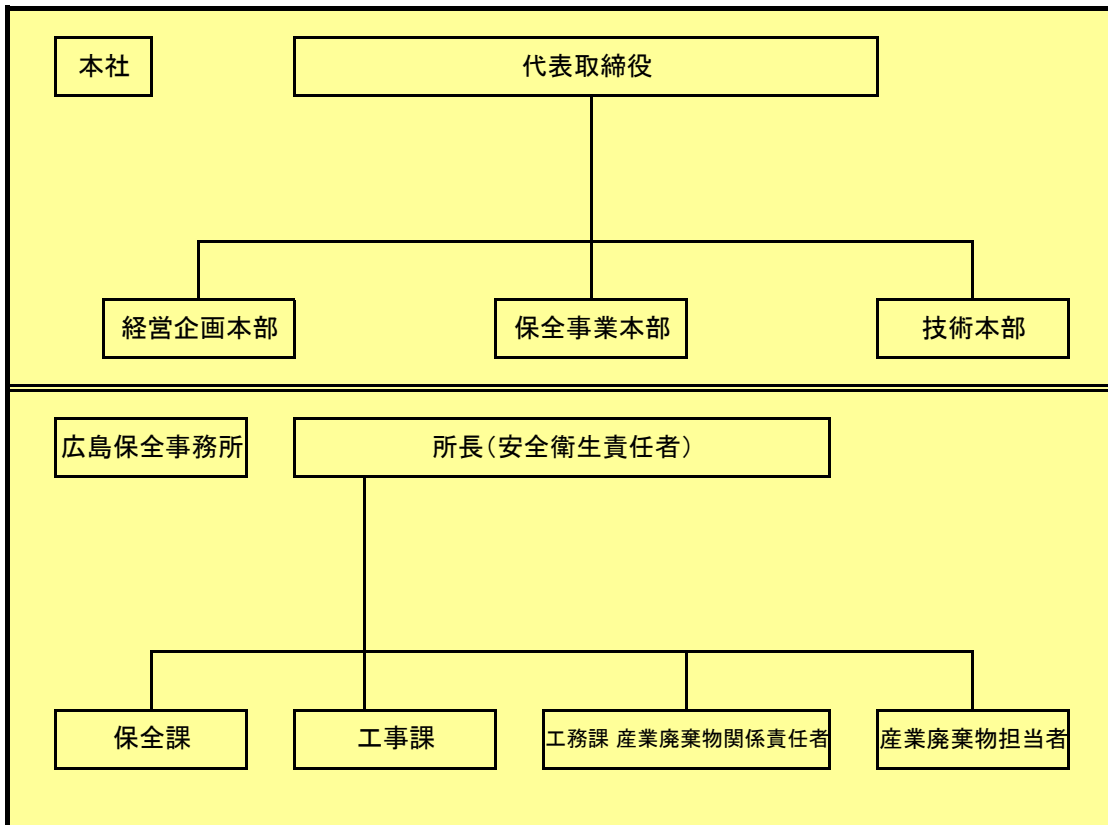 本社
代表取締役
経営企画本部
保全事業本部
技術本部
広島保全事務所
所長(安全衛生責任者)
保全課
工事課
工務課 産業廃棄物関係責任者
産業廃棄物担当者